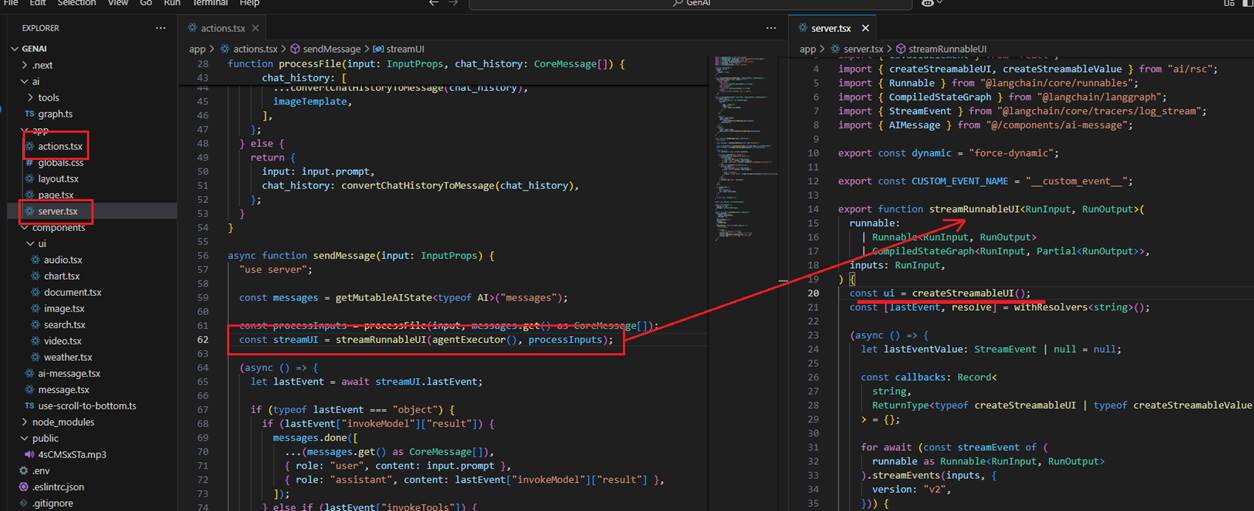 File Edit Selection View Go Run Terminal Help
GenAI
EXPLORER
GENAI
.next
ai
tools
TS graph.ts
app
actions.tsx
globals.css
layout.tsx
page.tsx
server.tsx
components
ui
audio.tsx
chart.tsx
document.tsx
image.tsx
search.tsx
video.tsx
weather.tsx
ai-message.tsx
message.tsx
TS use-scroll-to-bottom.ts
node_modules
public
4sCMSxSTa.mp3
.env
.eslintrc.json
.gitignore
actions.tsx
app > actions.tsx > sendMessage > streamUI
28 function processFile(input: InputProps, chat_history: CoreMessage[]) {
43 chat_history: [
44 ...convertChatHistoryToMessage(chat_history),
45 imageTemplate,
46 ],
47 };
48 } else {
49 return {
50 input: input.prompt,
51 chat_history: convertChatHistoryToMessage(chat_history),
52 };
53 }
54 }
55
56 async function sendMessage(input: InputProps) {
57 "use server";
58
59 const messages = getMutableAIState<typeof AI>("messages");
60
61 const processInputs = processFile(input, messages.get() as CoreMessage[]);
62 const streamUI = streamRunnableUI(agentExecutor(), processInputs);
63
64 (async () => {
65 let lastEvent = await streamUI.lastEvent;
66
67 if (typeof lastEvent === "object") {
68 if (lastEvent["invokeModel"]["result"]) {
69 messages.done([
70 ...(messages.get() as CoreMessage[]),
71 { role: "user", content: input.prompt },
72 { role: "assistant", content: lastEvent["invokeModel"]["result"] },
73 ]);
74 } else if (lastEvent["invokeTools"]) {
server.tsx
app > server.tsx > streamRunnableUI
4 import { createStreamableUI, createStreamableValue } from "ai/rsc";
5 import { Runnable } from "@langchain/core/runnables";
6 import { CompiledStateGraph } from "@langchain/langgraph";
7 import { StreamEvent } from "@langchain/core/tracers/log_stream";
8 import { AIMessage } from "@/components/ai-message";
9
10 export const dynamic = "force-dynamic";
11
12 export const CUSTOM_EVENT_NAME = "__custom_event__";
13
14 export function streamRunnableUI<RunInput, RunOutput>(
15 runnable:
16 | Runnable<RunInput, RunOutput>
17 | CompiledStateGraph<RunInput, Partial<RunOutput>>,
18 inputs: RunInput,
19 ) {
20 const ui = createStreamableUI();
21 const [lastEvent, resolve] = withResolvers<string>();
22
23 (async () => {
24 let lastEventValue: StreamEvent | null = null;
25
26 const callbacks: Record<
27 string,
28 ReturnType<typeof createStreamableUI | typeof createStreamableValue
29 > = {};
30
31 for await (const streamEvent of (
32 runnable as Runnable<RunInput, RunOutput>
33 ).streamEvents(inputs, {
34 version: "v2",
35 })) {